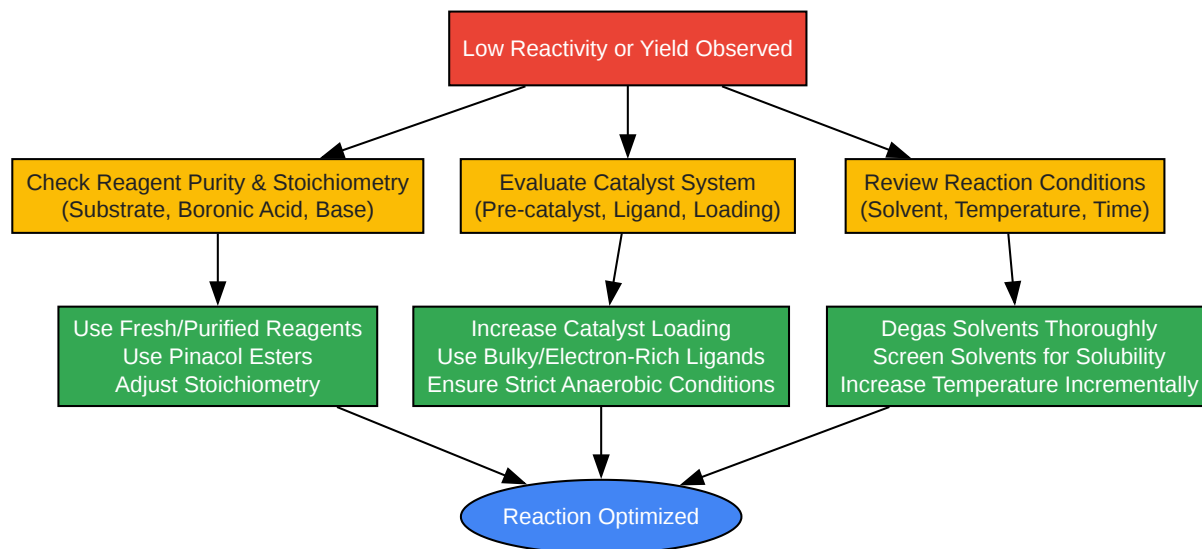 Low Reactivity or Yield Observed
Check Reagent Purity & Stoichiometry
(Substrate, Boronic Acid, Base)
Evaluate Catalyst System
(Pre-catalyst, Ligand, Loading)
Review Reaction Conditions
(Solvent, Temperature, Time)
Use Fresh/Purified Reagents
Use Pinacol Esters
Adjust Stoichiometry
Increase Catalyst Loading
Use Bulky/Electron-Rich Ligands
Ensure Strict Anaerobic Conditions
Degas Solvents Thoroughly
Screen Solvents for Solubility
Increase Temperature Incrementally
Reaction Optimized